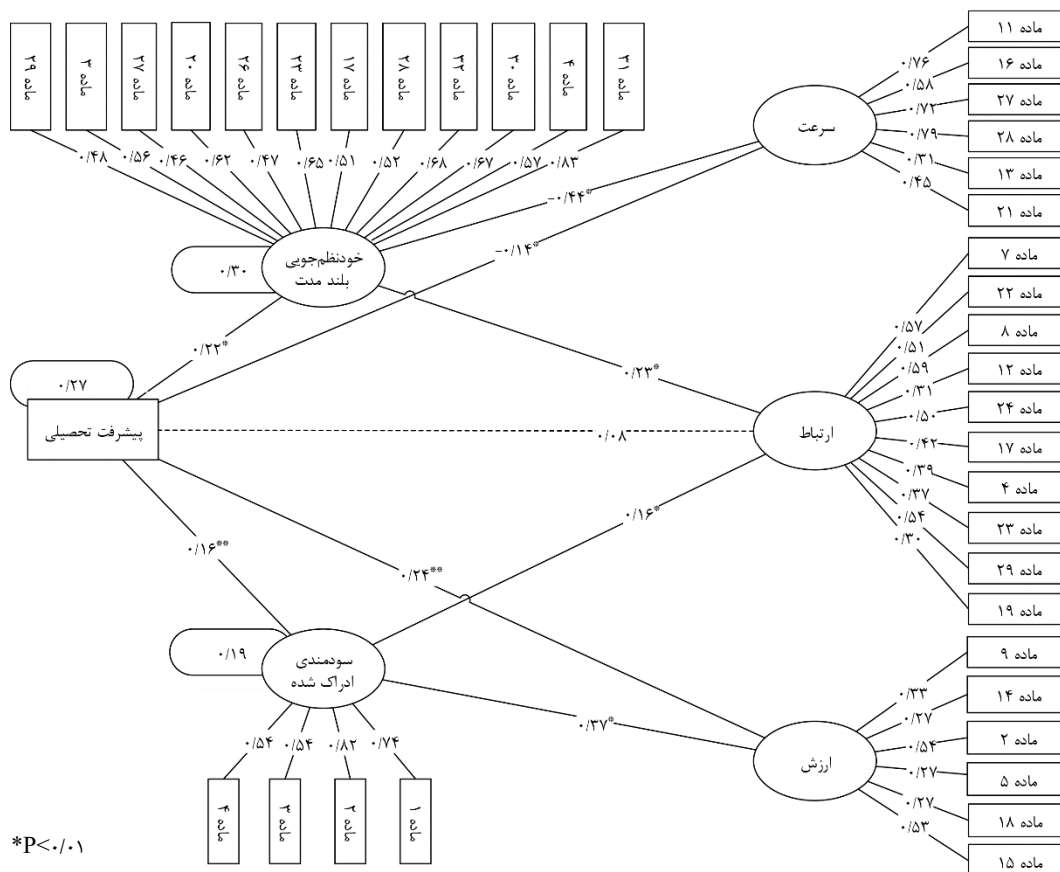 ماده ۲۹
ماده ۳
ماده ۲۷
ماده ۲۰
ماده ۲۶
ماده ۲۳
ماده ۱۷
ماده ۲۸
ماده ۲۲
ماده ۳۰
ماده ۴
ماده ۳۱
۰/۴۸
۰/۵۶
۰/۴۶
۰/۶۲
۰/۴۷
۰/۶۵
۰/۵۱
۰/۵۲
۰/۶۸
۰/۶۷
۰/۵۷
۰/۸۳
خودنظم‌جویی
بلند مدت
۰/۳۰
سرعت
۰/۷۶
۰/۵۸
۰/۷۲
۰/۷۹
۰/۳۱
۰/۴۵
ماده ۱۱
ماده ۱۶
ماده ۲۷
ماده ۲۸
ماده ۱۳
ماده ۲۱
-۰/۴۴*
-۰/۱۴*
۰/۲۲*
۰/۲۳*
۰/۲۷
پیشرفت تحصیلی
۰/۰۸
ارتباط
۰/۵۷
۰/۵۱
۰/۵۹
۰/۳۱
۰/۵۰
۰/۴۲
۰/۳۹
۰/۳۷
۰/۵۴
۰/۳۰
ماده ۷
ماده ۲۲
ماده ۸
ماده ۱۲
ماده ۲۴
ماده ۱۷
ماده ۴
ماده ۲۳
ماده ۲۹
ماده ۱۹
۰/۱۶*
۰/۱۶**
۰/۲۴**
۰/۱۹
سودمندی
ادراک شده
۰/۳۷*
ارزش
۰/۳۳
۰/۲۷
۰/۵۴
۰/۲۷
۰/۲۷
۰/۵۳
ماده ۹
ماده ۱۴
ماده ۲
ماده ۵
ماده ۱۸
ماده ۱۵
۰/۵۴
۰/۵۴
۰/۸۲
۰/۷۴
ماده ۴
ماده ۳
ماده ۲
ماده ۱
*P<۰/۰۱